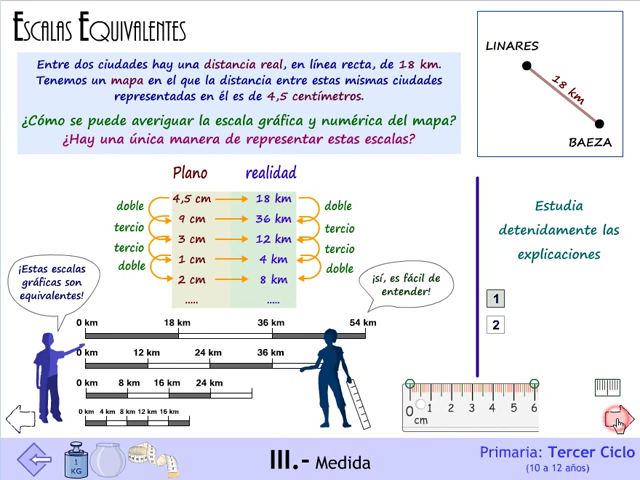 Escalas Equivalentes
Entre dos ciudades hay una distancia real, en línea recta, de 18 km.
Tenemos un mapa en el que la distancia entre estas mismas ciudades
representadas en él es de 4,5 centímetros.
¿Cómo se puede averiguar la escala gráfica y numérica del mapa?
¿Hay una única manera de representar estas escalas?
LINARES
18 km
BAEZA
Plano realidad
4,5 cm 18 km
doble doble
9 cm 36 km
tercio tercio
3 cm 12 km
tercio tercio
1 cm 4 km
doble doble
2 cm 8 km
..... .....
Estudia
detenidamente las
explicaciones
1
2
¡Estas escalas
gráficas son
equivalentes!
¡sí, es fácil de
entender!
0 km 18 km 36 km 54 km
0 km 12 km 24 km 36 km
0 km 8 km 16 km 24 km
0 km 4 km 8 km 12 km 16 km
0 1 2 3 4 5 6
cm
1
KG
III.- Medida
Primaria: Tercer Ciclo
(10 a 12 años)